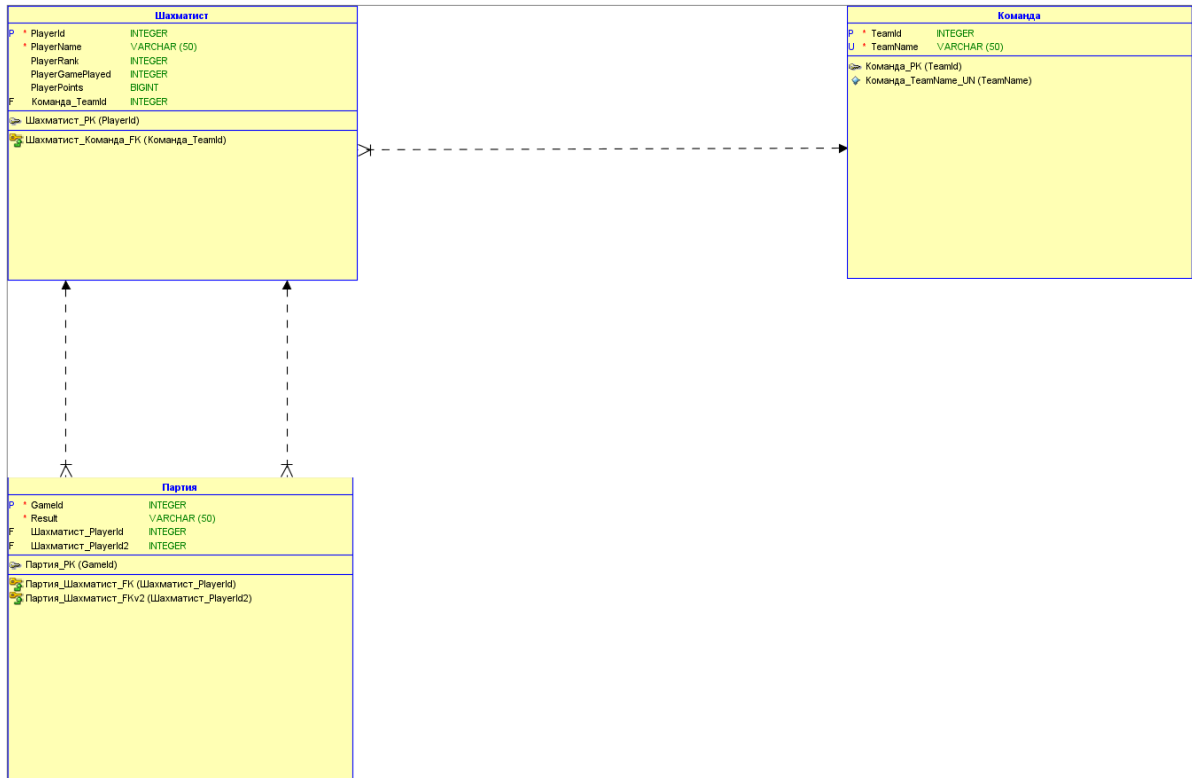 Шахматист
P * PlayerId INTEGER
* PlayerName VARCHAR (50)
PlayerRank INTEGER
PlayerGamePlayed INTEGER
PlayerPoints BIGINT
F Команда_TeamId INTEGER
Шахматист_PK (PlayerId)
Шахматист_Команда_FK (Команда_TeamId)
Команда
P * TeamId INTEGER
U * TeamName VARCHAR (50)
Команда_PK (TeamId)
Команда_TeamName_UN (TeamName)
Партия
P * GameId INTEGER
* Result VARCHAR (50)
F Шахматист_PlayerId INTEGER
F Шахматист_PlayerId2 INTEGER
Партия_PK (GameId)
Партия_Шахматист_FK (Шахматист_PlayerId)
Партия_Шахматист_FKv2 (Шахматист_PlayerId2)